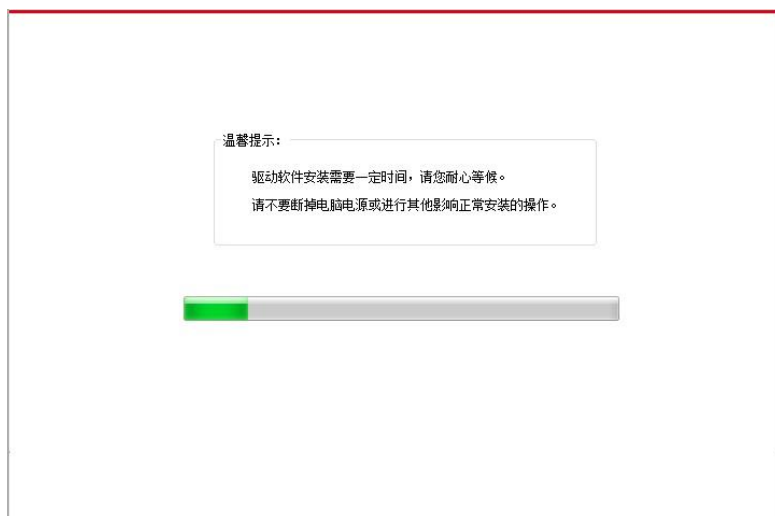 温馨提示：
驱动软件安装需要一定时间，请您耐心等候。
请不要断掉电脑电源或进行其他影响正常安装的操作。